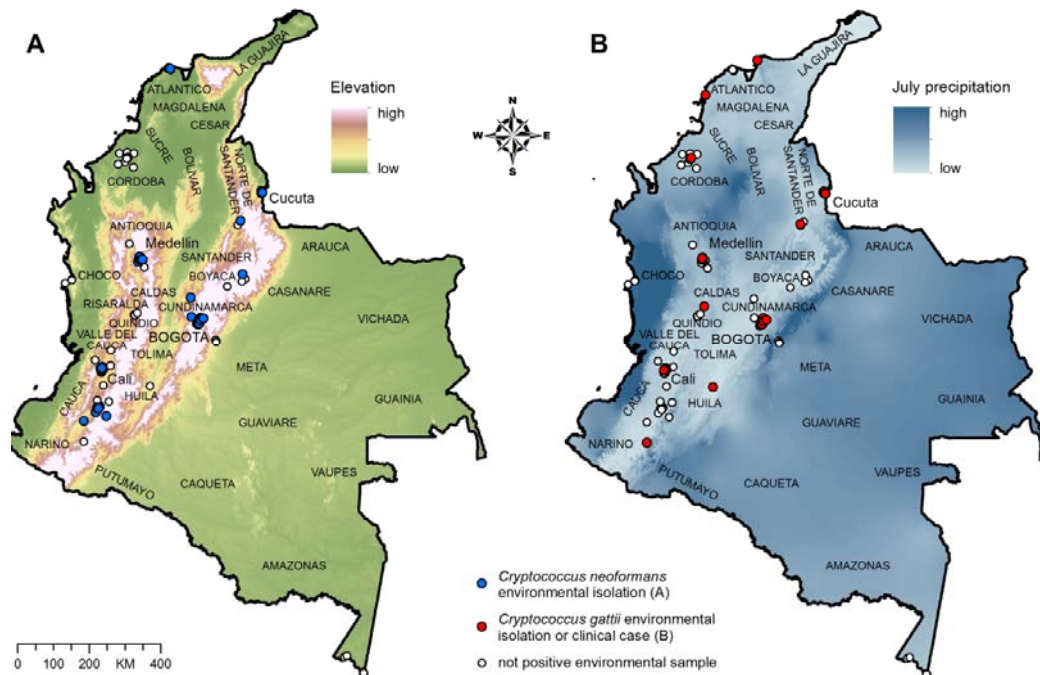 A
Elevation
high
low
LA GUAJIRA
ATLANTICO
MAGDALENA
CESAR
SUCRE
BOLIVAR
NORTE DE
SANTANDER
CORDOBA
Cucuta
ANTIOQUIA
Medellin
SANTANDER
ARAUCA
CHOCO
BOYACA
CASANARE
CALDAS
RISARALDA
CUNDINAMARCA
QUINDIO
VICHADA
BOGOTA
VALLE DEL
CAUCA
TOLIMA
META
Cali
CAUCA
HUILA
GUAINIA
GUAVIARE
NARINO
VAUPES
PUTUMAYO
CAQUETA
AMAZONAS
0 100 200 KM 400
N
W E
S
B
July precipitation
high
low
LA GUAJIRA
ATLANTICO
MAGDALENA
CESAR
SUCRE
BOLIVAR
NORTE DE
SANTANDER
CORDOBA
Cucuta
ANTIOQUIA
Medellin
SANTANDER
ARAUCA
CHOCO
BOYACA
CASANARE
CALDAS
CUNDINAMARCA
QUINDIO
VICHADA
BOGOTA
VALLE DEL
CAUCA
TOLIMA
META
Cali
CAUCA
HUILA
GUAINIA
GUAVIARE
NARINO
VAUPES
PUTUMAYO
CAQUETA
AMAZONAS
Cryptococcus neoformans
environmental isolation (A)
Cryptococcus gattii environmental
isolation or clinical case (B)
not positive environmental sample